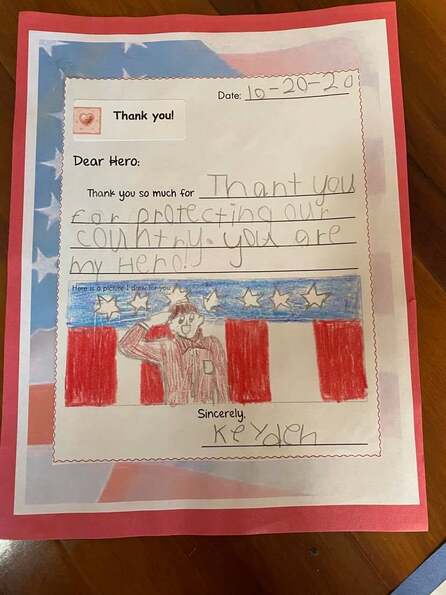 Date: 10-20-20
Thank you!
Dear Hero:
Thank you so much for Thant you
For protecting our
country. you are
my Hero!!
Here is a picture I drew for you
Sincerely,
Keyden